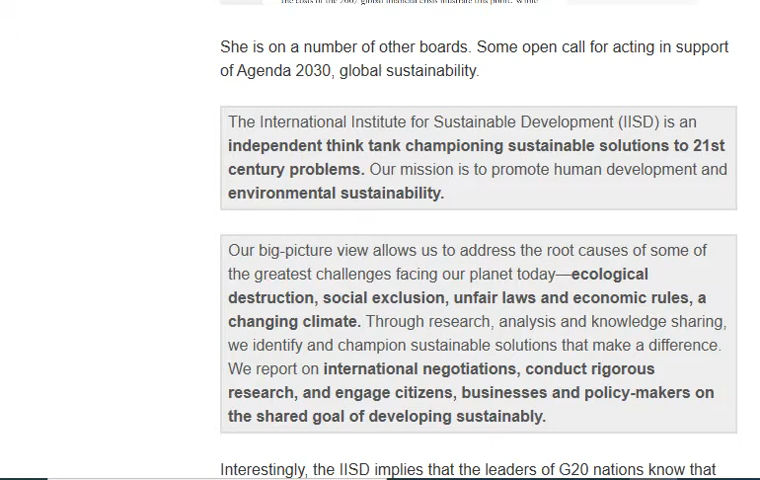 She is on a number of other boards. Some open call for acting in support
of Agenda 2030, global sustainability.
The International Institute for Sustainable Development (IISD) is an
independent think tank championing sustainable solutions to 21st
century problems. Our mission is to promote human development and
environmental sustainability.
Our big-picture view allows us to address the root causes of some of
the greatest challenges facing our planet today—ecological
destruction, social exclusion, unfair laws and economic rules, a
changing climate. Through research, analysis and knowledge sharing,
we identify and champion sustainable solutions that make a difference.
We report on international negotiations, conduct rigorous
research, and engage citizens, businesses and policy-makers on
the shared goal of developing sustainably.
Interestingly, the IISD implies that the leaders of G20 nations know that